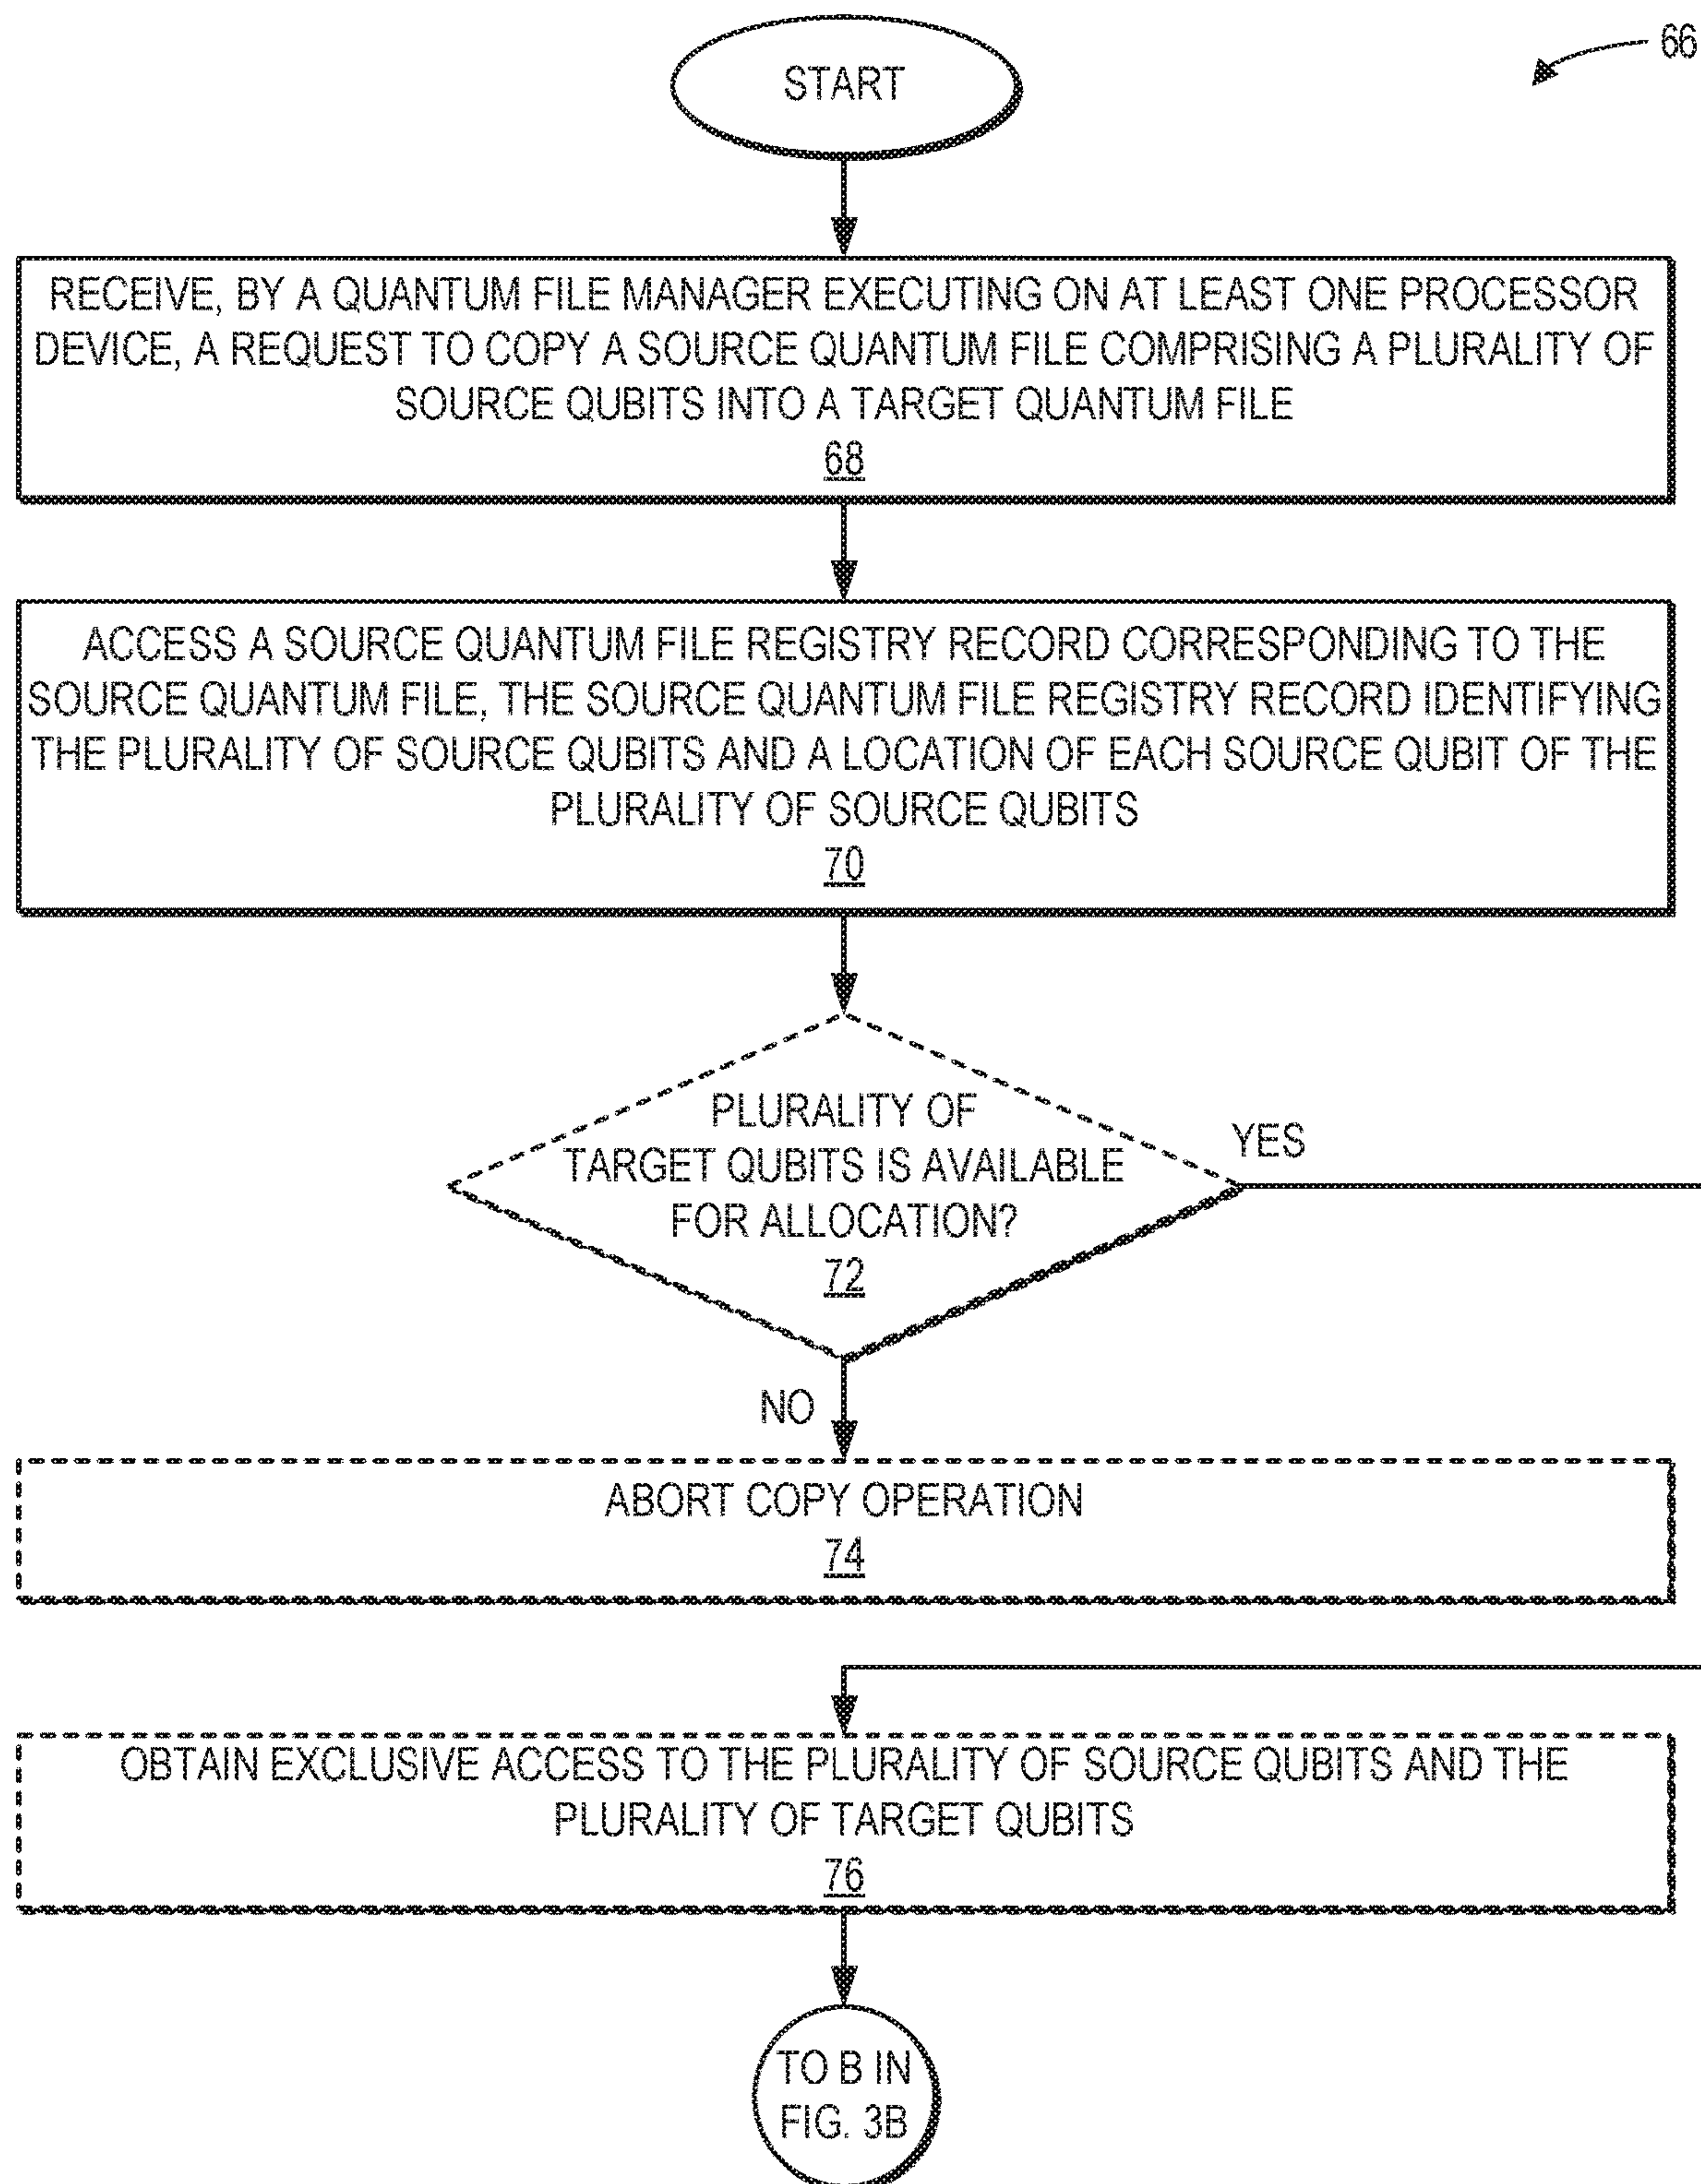 START
66
RECEIVE, BY A QUANTUM FILE MANAGER EXECUTING ON AT LEAST ONE PROCESSOR
DEVICE, A REQUEST TO COPY A SOURCE QUANTUM FILE COMPRISING A PLURALITY OF
SOURCE QUBITS INTO A TARGET QUANTUM FILE
68
ACCESS A SOURCE QUANTUM FILE REGISTRY RECORD CORRESPONDING TO THE
SOURCE QUANTUM FILE, THE SOURCE QUANTUM FILE REGISTRY RECORD IDENTIFYING
THE PLURALITY OF SOURCE QUBITS AND A LOCATION OF EACH SOURCE QUBIT OF THE
PLURALITY OF SOURCE QUBITS
70
PLURALITY OF
TARGET QUBITS IS AVAILABLE
FOR ALLOCATION?
72
YES
NO
ABORT COPY OPERATION
74
OBTAIN EXCLUSIVE ACCESS TO THE PLURALITY OF SOURCE QUBITS AND THE
PLURALITY OF TARGET QUBITS
76
TO B IN
FIG. 3B